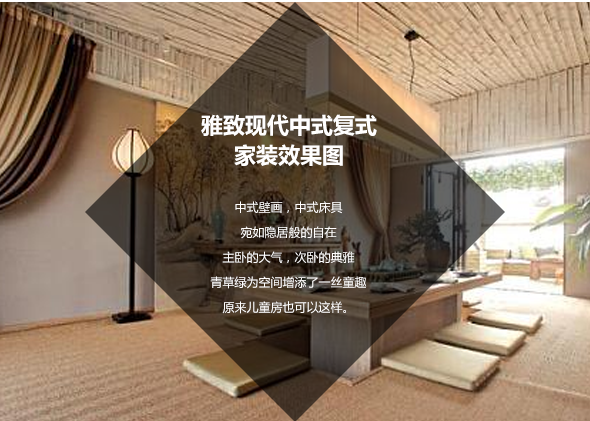 雅致现代中式复式
家装效果图
中式壁画，中式床具
宛如隐居般的自在
主卧的大气，次卧的典雅
青草绿为空间增添了一丝童趣
原来儿童房也可以这样。